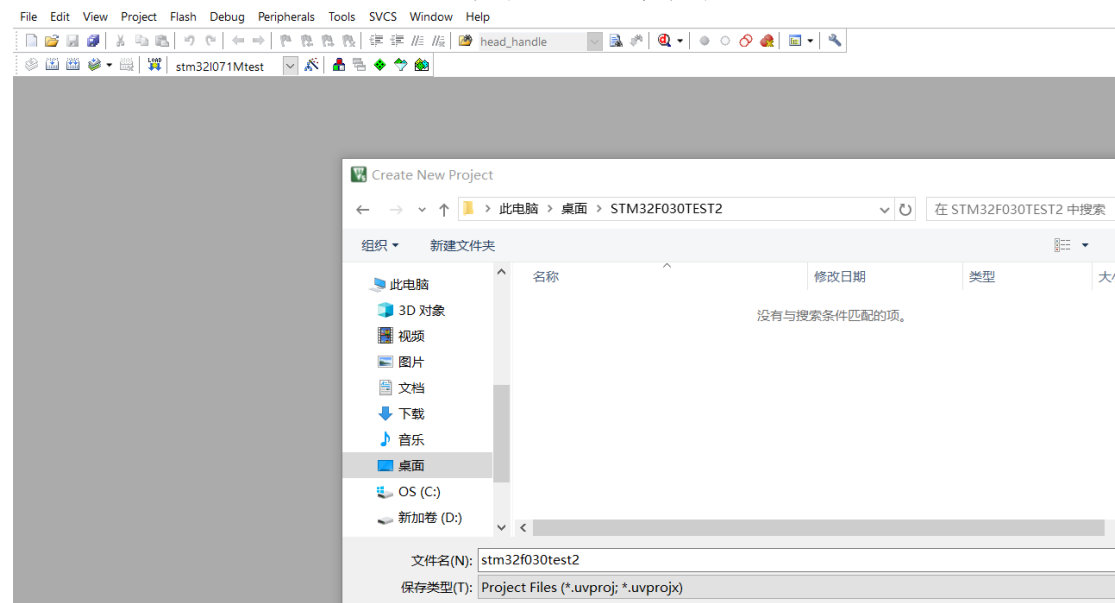 File Edit View Project Flash Debug Peripherals Tools SVCS Window Help
head_handle
stm32l071Mtest
Create New Project
此电脑 > 桌面 > STM32F030TEST2
在 STM32F030TEST2 中搜索
组织 新建文件夹
名称 修改日期 类型
没有与搜索条件匹配的项。
此电脑
3D 对象
视频
图片
文档
下载
音乐
桌面
OS (C:)
新加卷 (D:)
文件名(N): stm32f030test2
保存类型(T): Project Files (*.uvproj; *.uvprojx)